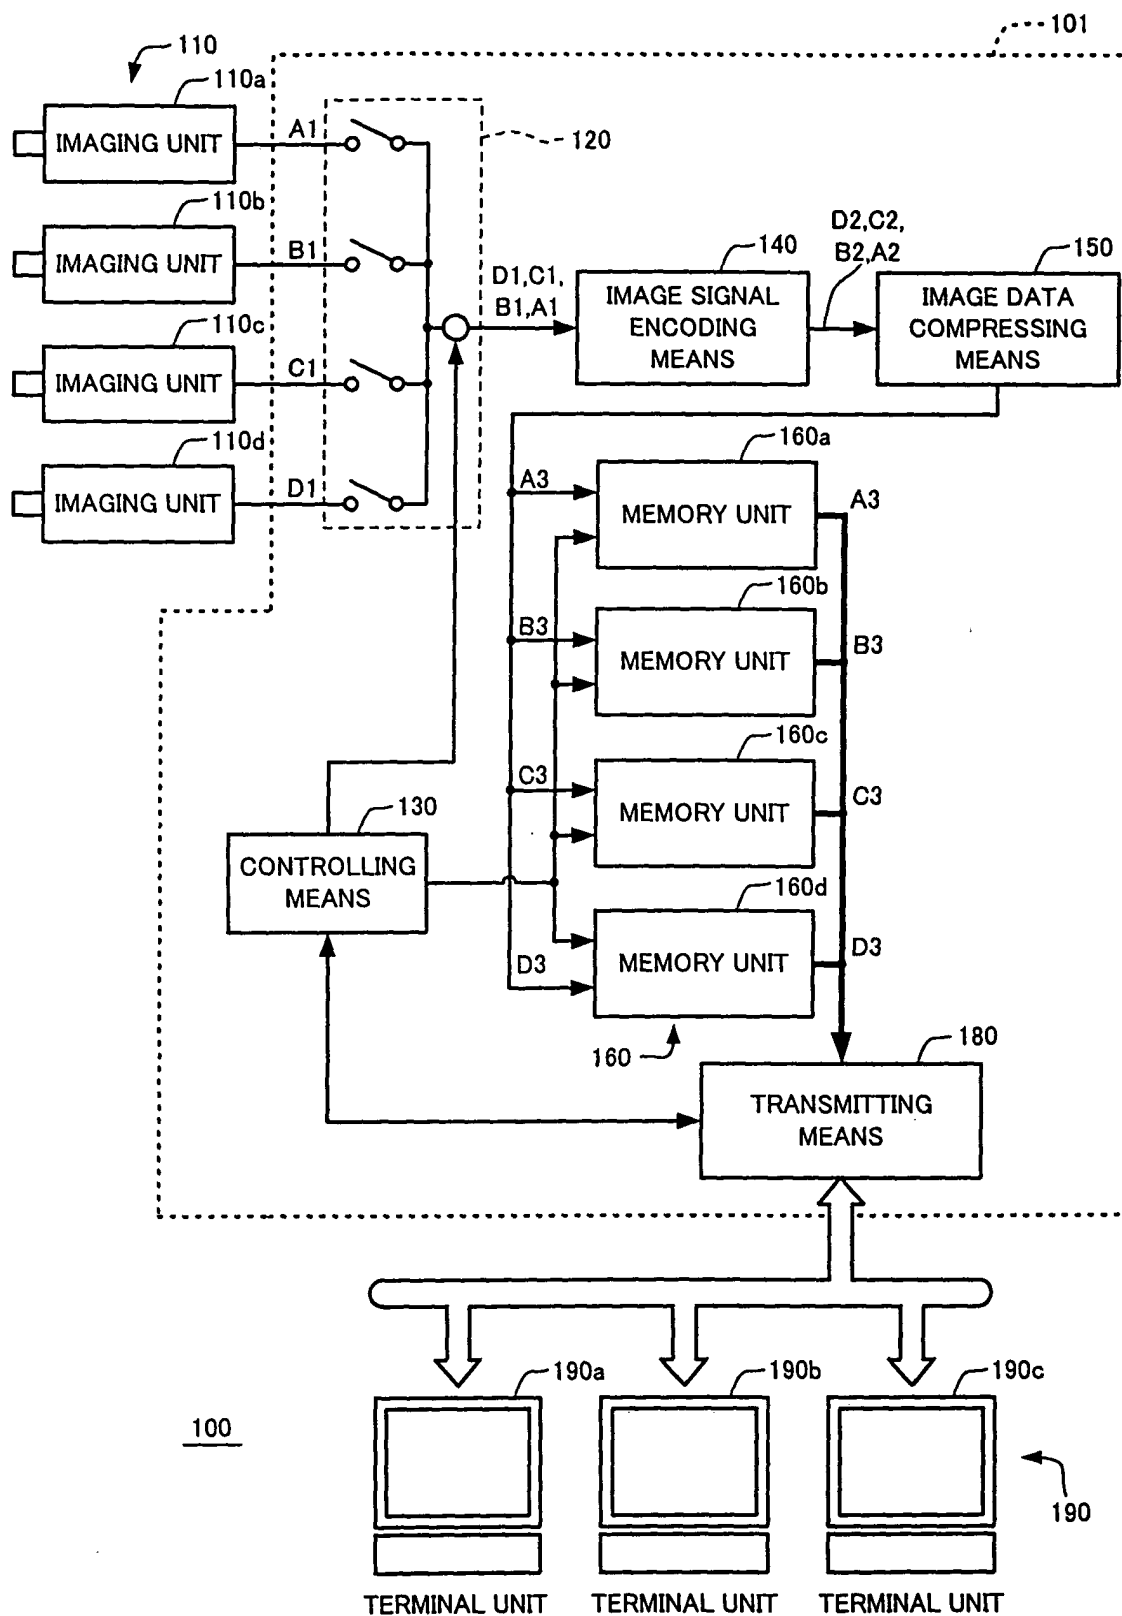 101
110
110a
IMAGING UNIT
A1
120
110b
IMAGING UNIT
B1
110c
IMAGING UNIT
C1
110d
IMAGING UNIT
D1
D1,C1,
B1,A1
140
IMAGE SIGNAL
ENCODING
MEANS
D2,C2,
B2,A2
150
IMAGE DATA
COMPRESSING
MEANS
160a
A3
MEMORY UNIT
A3
160b
B3
MEMORY UNIT
B3
160c
C3
MEMORY UNIT
C3
130
CONTROLLING
MEANS
160d
D3
MEMORY UNIT
D3
160
180
TRANSMITTING
MEANS
190a
190b
190c
100
190
TERMINAL UNIT
TERMINAL UNIT
TERMINAL UNIT